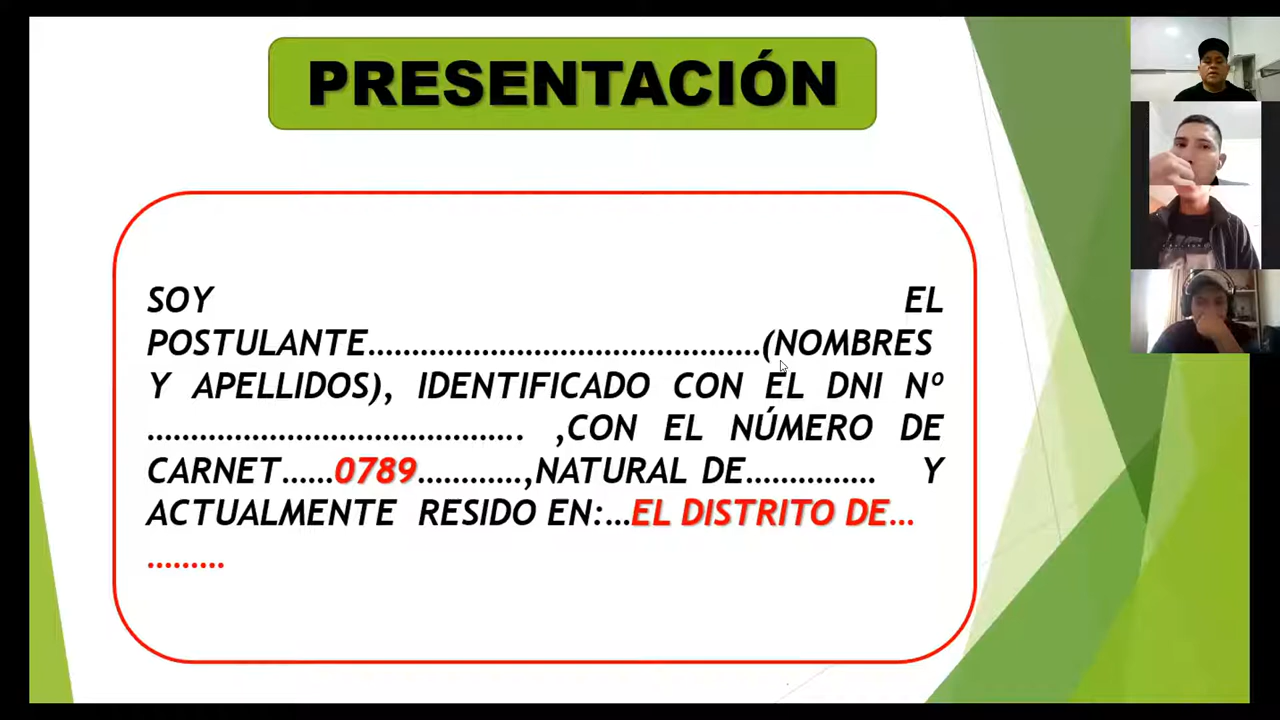 PRESENTACIÓN
SOY EL
POSTULANTE............................................(NOMBRES
Y APELLIDOS), IDENTIFICADO CON EL DNI Nº
........................................... ,CON EL NÚMERO DE
CARNET......0789............,NATURAL DE............... Y
ACTUALMENTE RESIDO EN:...EL DISTRITO DE...
.........